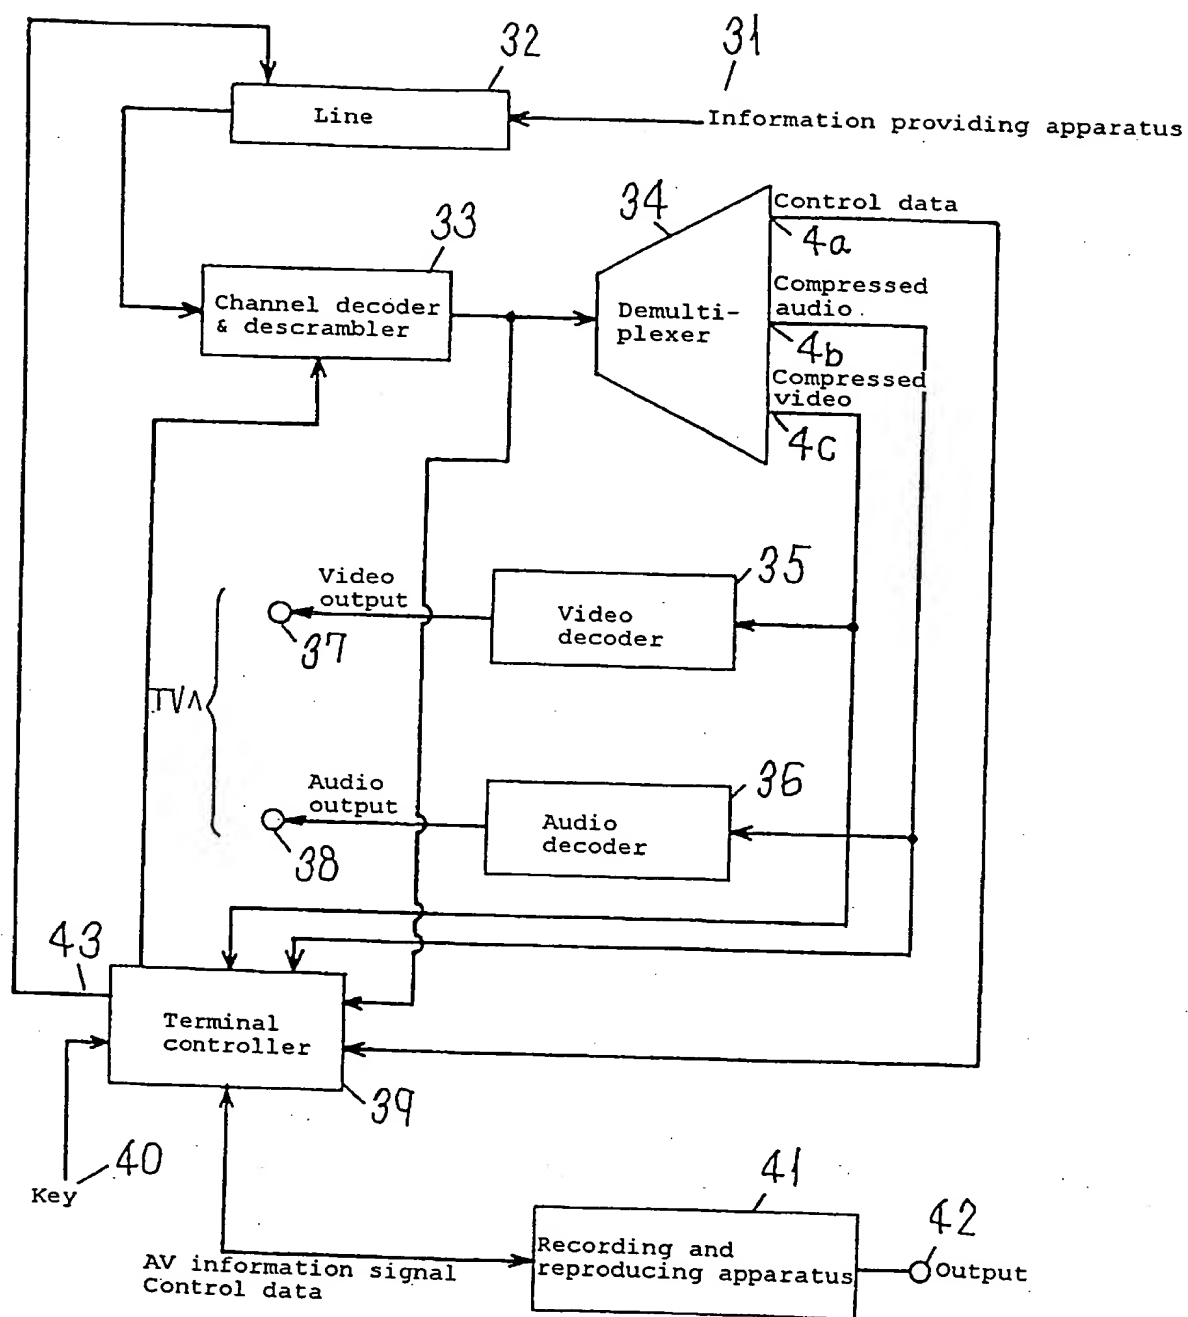 32
31
Line
Information providing apparatus
34
Control data
4a
33
Channel decoder
& descrambler
Demulti-
plexer
Compressed
audio
4b
Compressed
video
4c
Video
output
37
35
Video
decoder
Audio
output
38
36
Audio
decoder
43
Terminal
controller
39
40
Key
41
42
AV information signal
Control data
Recording and
reproducing apparatus
Output